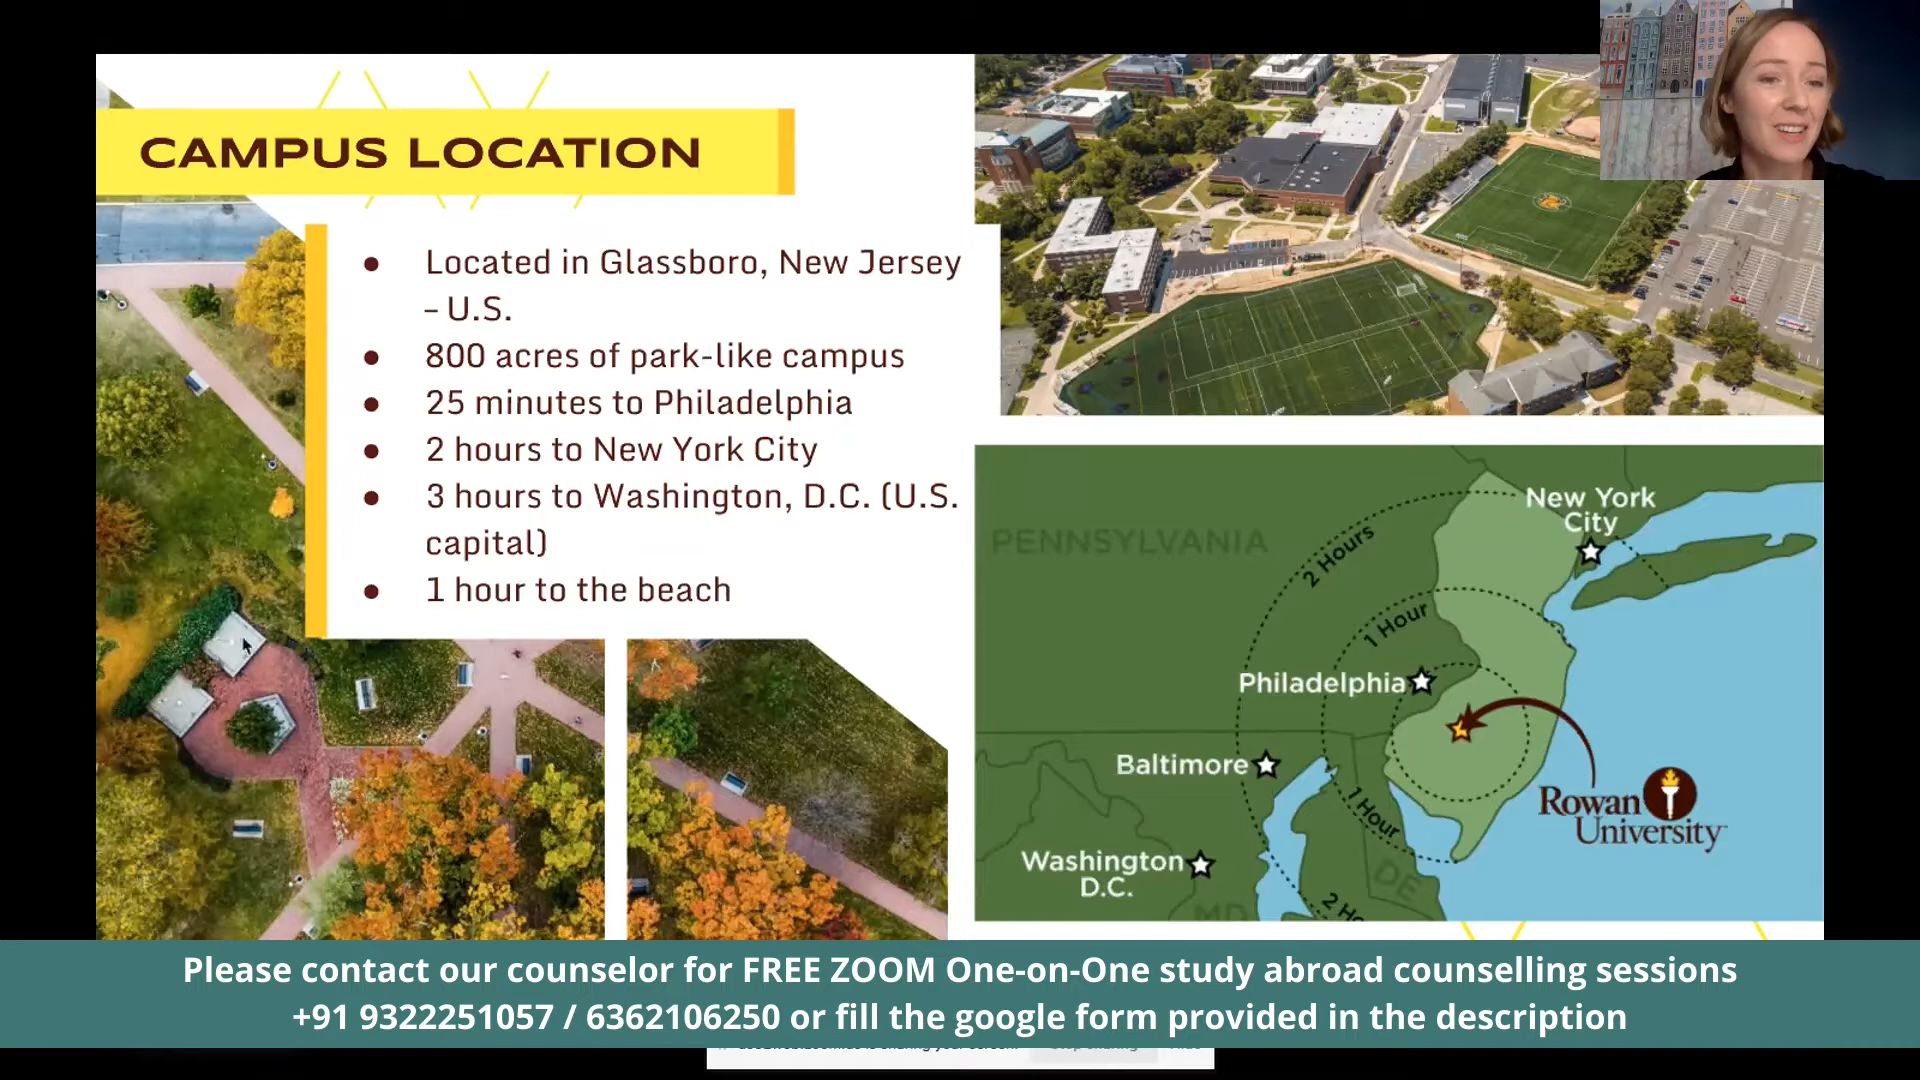 CAMPUS LOCATION
Located in Glassboro, New Jersey
– U.S.
800 acres of park-like campus
25 minutes to Philadelphia
2 hours to New York City
3 hours to Washington, D.C. (U.S.
capital)
1 hour to the beach
PENNSYLVANIA
New York
City
2 Hours
1 Hour
Philadelphia
Baltimore
1 Hour
Rowan
University
Washington
D.C.
DE
MD
2 Ho
Please contact our counselor for FREE ZOOM One-on-One study abroad counselling sessions
+91 9322251057 / 6362106250 or fill the google form provided in the description